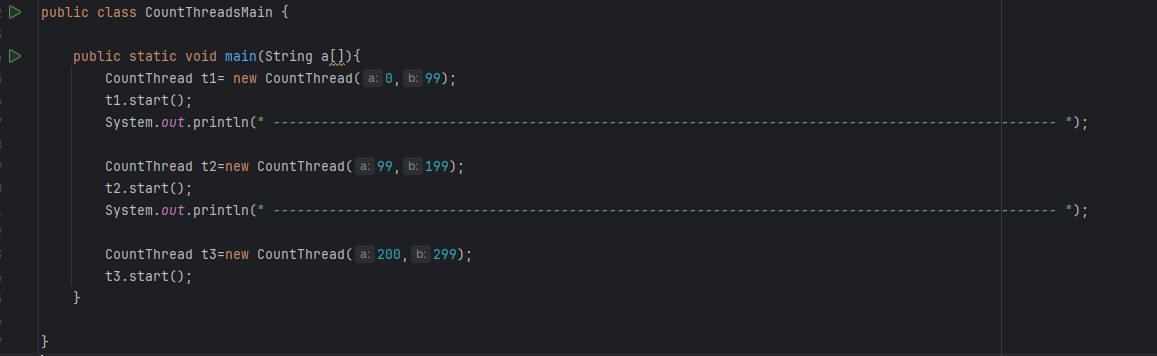 public class CountThreadsMain {
public static void main(String a[]){
CountThread t1= new CountThread( a: 0, b: 99);
t1.start();
System.out.println(" -------------------------------------------------------------------------------------------------- ");
CountThread t2=new CountThread( a: 99, b: 199);
t2.start();
System.out.println(" -------------------------------------------------------------------------------------------------- ");
CountThread t3=new CountThread( a: 200, b: 299);
t3.start();
}
}